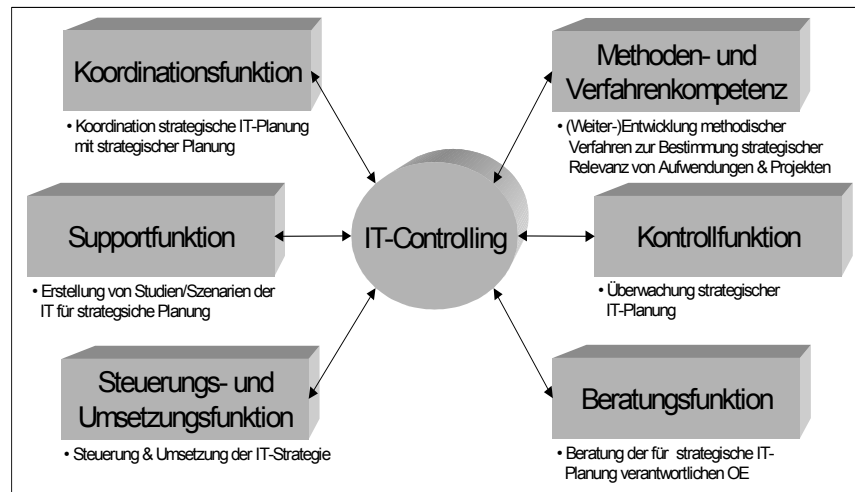 Koordinationsfunktion
• Koordination strategische IT-Planung
mit strategischer Planung
Methoden- und
Verfahrenkompetenz
• (Weiter-)Entwicklung methodischer
Verfahren zur Bestimmung strategischer
Relevanz von Aufwendungen & Projekten
Supportfunktion
• Erstellung von Studien/Szenarien der
IT für strategsiche Planung
IT-Controlling
Kontrollfunktion
• Überwachung strategischer
IT-Planung
Steuerungs- und
Umsetzungsfunktion
• Steuerung & Umsetzung der IT-Strategie
Beratungsfunktion
• Beratung der für strategische IT-
Planung verantwortlichen OE